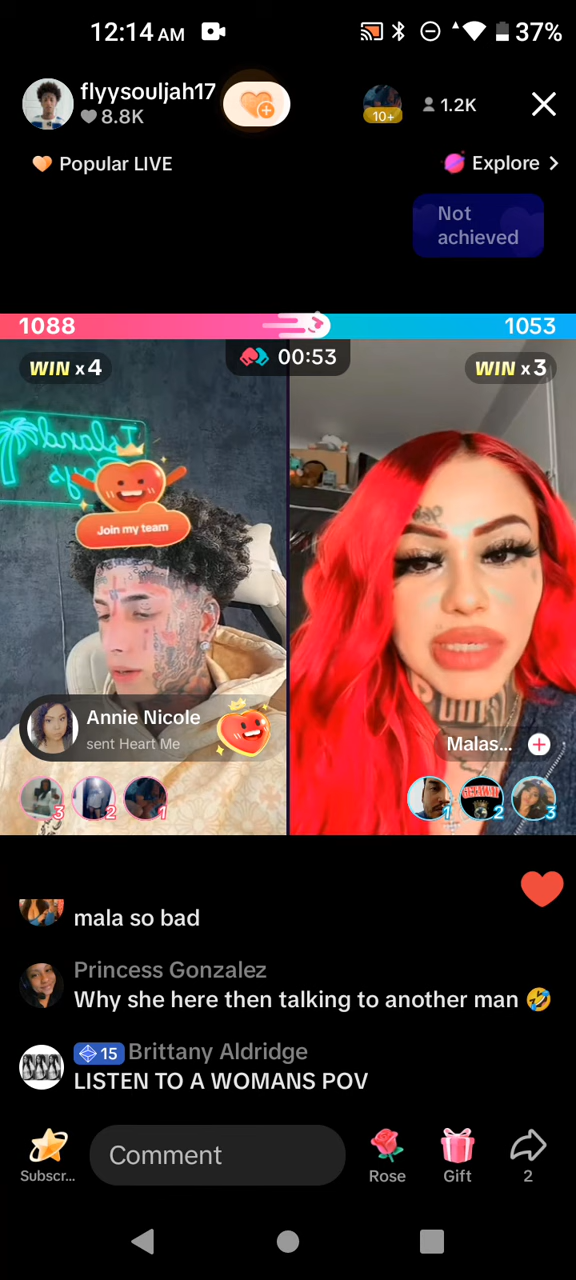 12:14 AM
37%
flyysouljah17
8.8K
10+
1.2K
Popular LIVE
Explore
Not
achieved
1088
1053
WIN x4
00:53
WIN x3
Island
Join my team
Annie Nicole
sent Heart Me
Malas...
3
2
1
1
2
3
mala so bad
Princess Gonzalez
Why she here then talking to another man 🤣
15 Brittany Aldridge
LISTEN TO A WOMANS POV
Subscr...
Comment
Rose
Gift
2